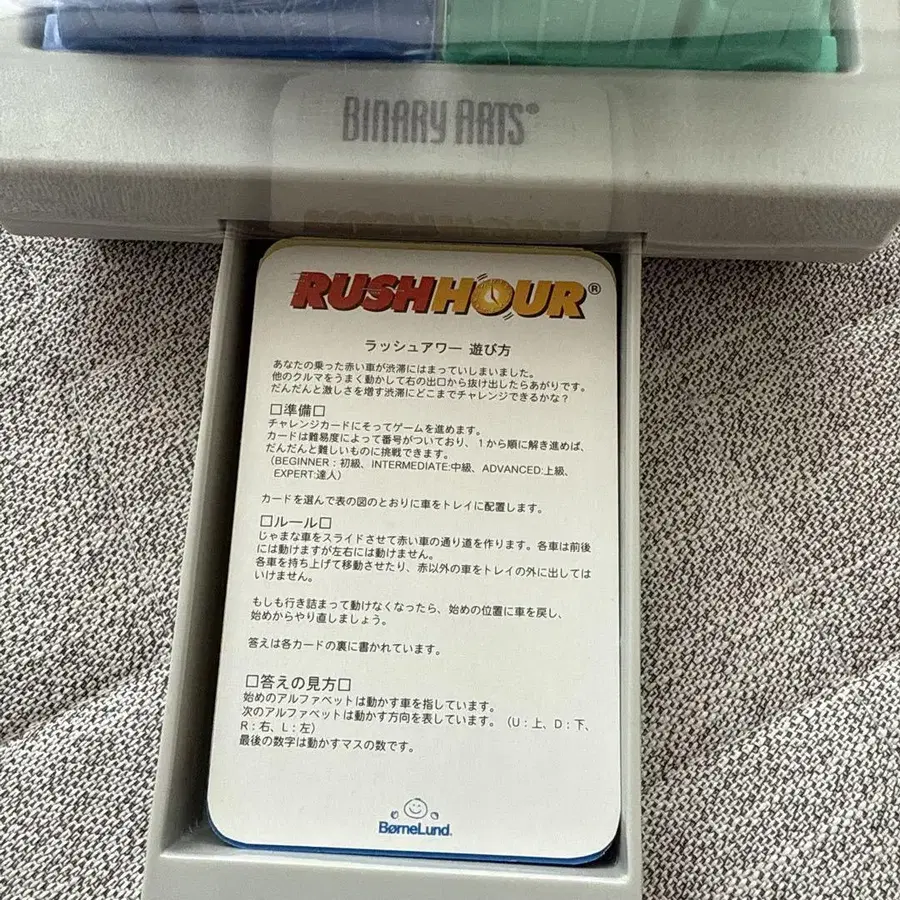 BINARY ARTS®
RUSH HOUR®
ラッシュアワー 遊び方
あなたの乗った赤い車が渋滞にはまっていしまいました。
他のクルマをうまく動かして右の出口から抜け出したらあがりです。
だんだんと激しさを増す渋滞にどこまでチャレンジできるかな？
□準備□
チャレンジカードにそってゲームを進めます。
カードは難易度によって番号がついており、１から順に解き進めば、
だんだんと難しいものに挑戦できます。
（BEGINNER：初級、INTERMEDIATE:中級、ADVANCED:上級、
EXPERT:達人）
カードを選んで表の図のとおりに車をトレイに配置します。
□ルール□
じゃまな車をスライドさせて赤い車の通り道を作ります。各車は前後
には動けますが左右には動けません。
各車を持ち上げて移動させたり、赤以外の車をトレイの外に出しては
いけません。
もしも行き詰まって動けなくなったら、始めの位置に車を戻し、
始めからやり直しましょう。
答えは各カードの裏に書かれています。
□答えの見方□
始めのアルファベットは動かす車を指しています。
次のアルファベットは動かす方向を表しています。（U：上、D：下、
R：右、L：左）
最後の数字は動かすマスの数です。
BørneLund.